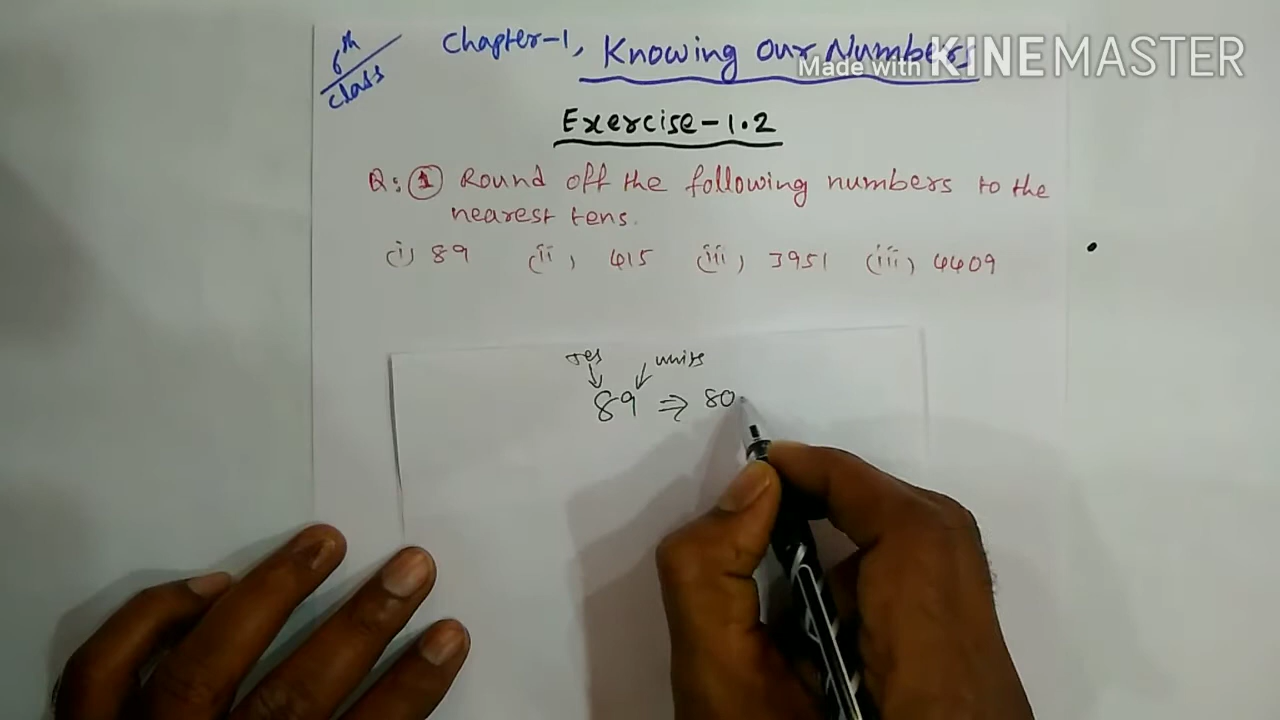 6th class
Chapter-1, Knowing Our Numbers
Made with KINEMASTER
Exercise-1.2
Q: 1 Round off the following numbers to the
nearest tens.
(i) 89 (ii) 415 (iii) 3951 (iii) 4409
Tes units
89 ⇒ 80